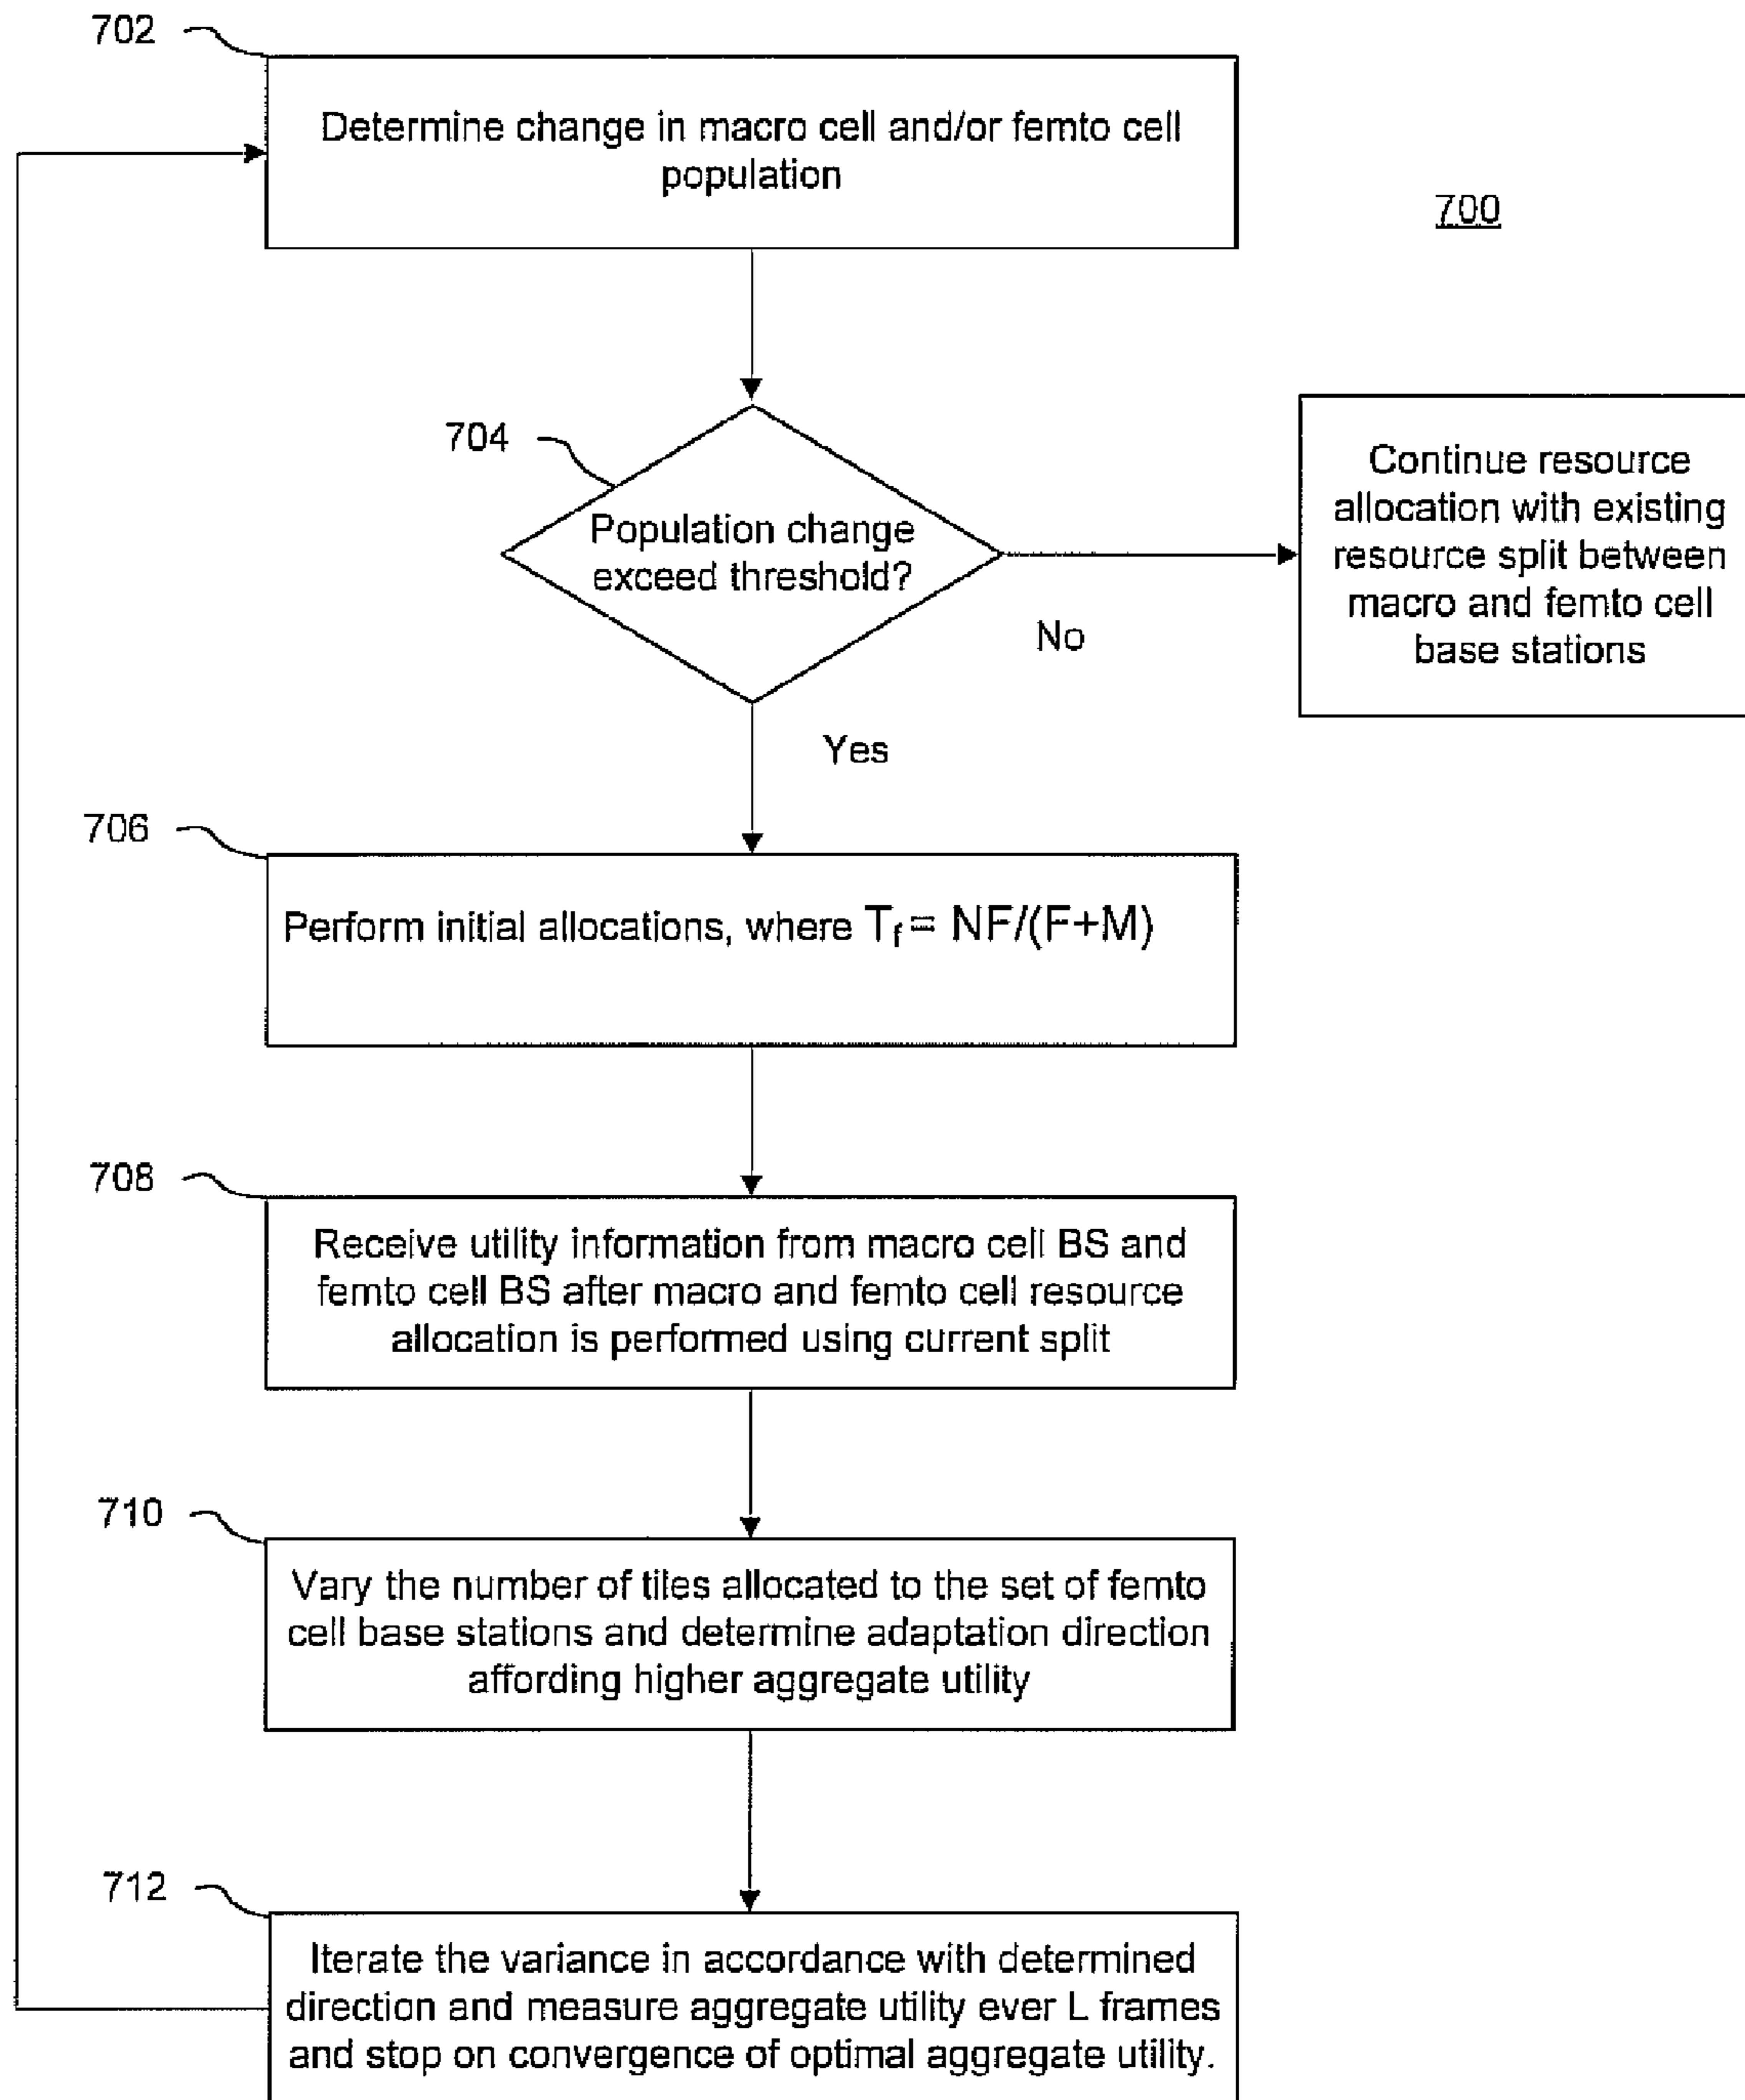 702
Determine change in macro cell and/or femto cell
population
700
704
Population change
exceed threshold?
No
Continue resource
allocation with existing
resource split between
macro and femto cell
base stations
Yes
706
Perform initial allocations, where T_f = NF/(F+M)
708
Receive utility information from macro cell BS and
femto cell BS after macro and femto cell resource
allocation is performed using current split
710
Vary the number of tiles allocated to the set of femto
cell base stations and determine adaptation direction
affording higher aggregate utility
712
Iterate the variance in accordance with determined
direction and measure aggregate utility ever L frames
and stop on convergence of optimal aggregate utility.